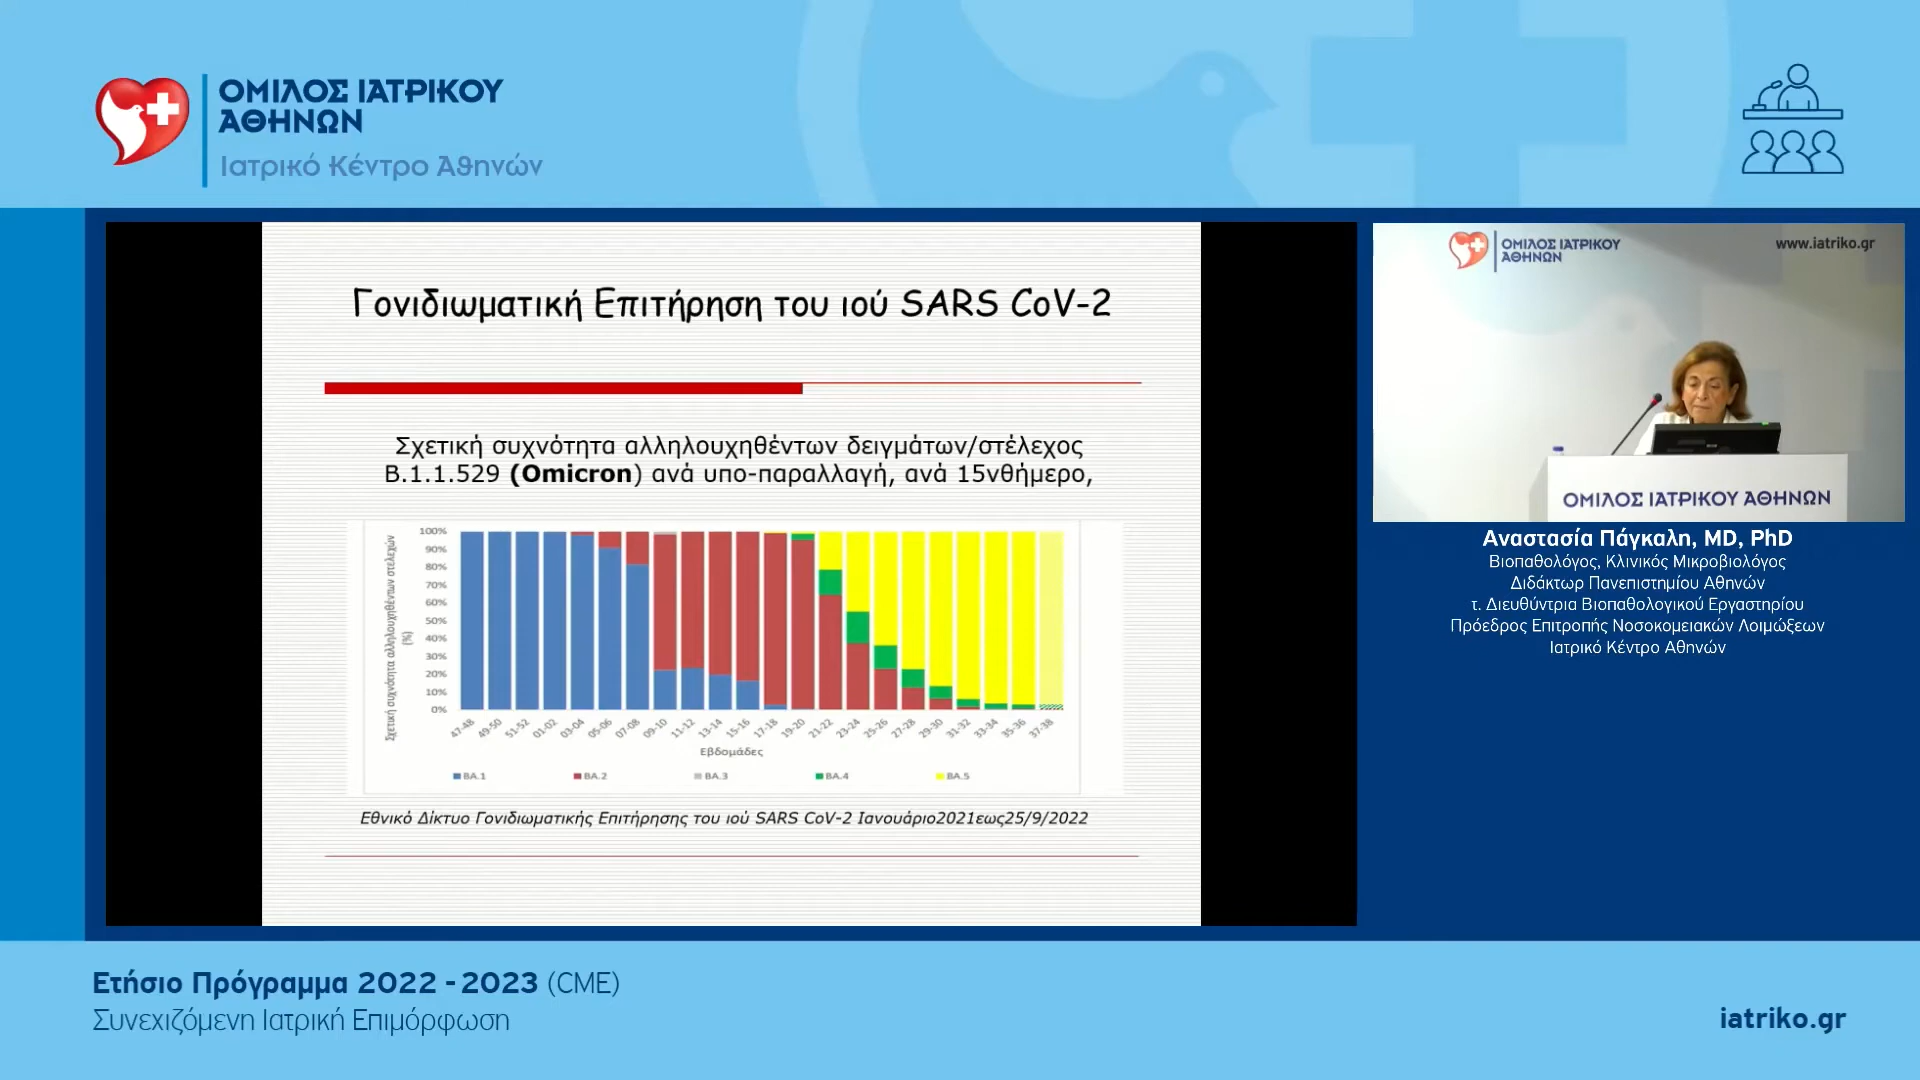 ΟΜΙΛΟΣ ΙΑΤΡΙΚΟΥ
ΑΘΗΝΩΝ
Ιατρικό Κέντρο Αθηνών
Γονιδιωματική Επιτήρηση του ιού SARS CoV-2
Σχετική συχνότητα αλληλουχηθέντων δειγμάτων/στέλεχος
B.1.1.529 (Omicron) ανά υπο-παραλλαγή, ανά 15νθήμερο,
Σχετική συχνότητα αλληλουχηθέντων στελεχών
(%)
100%
90%
80%
70%
60%
50%
40%
30%
20%
10%
0%
47-48 49-50 51-52 01-02 03-04 05-06 07-08 09-10 11-12 13-14 15-16 17-18 19-20 21-22 23-24 25-26 27-28 29-30 31-32 33-34 35-36 37-38
Εβδομάδες
BA.1 BA.2 BA.3 BA.4 BA.5
Εθνικό Δίκτυο Γονιδιωματικής Επιτήρησης του ιού SARS CoV-2 Ιανουάριο2021εως25/9/2022
ΟΜΙΛΟΣ ΙΑΤΡΙΚΟΥ
ΑΘΗΝΩΝ
www.iatriko.gr
ΟΜΙΛΟΣ ΙΑΤΡΙΚΟΥ ΑΘΗΝΩΝ
Αναστασία Πάγκαλη, MD, PhD
Βιοπαθολόγος, Κλινικός Μικροβιολόγος
Διδάκτωρ Πανεπιστημίου Αθηνών
τ. Διευθύντρια Βιοπαθολογικού Εργαστηρίου
Πρόεδρος Επιτροπής Νοσοκομειακών Λοιμώξεων
Ιατρικό Κέντρο Αθηνών
Ετήσιο Πρόγραμμα 2022 - 2023 (CME)
Συνεχιζόμενη Ιατρική Επιμόρφωση
iatriko.gr